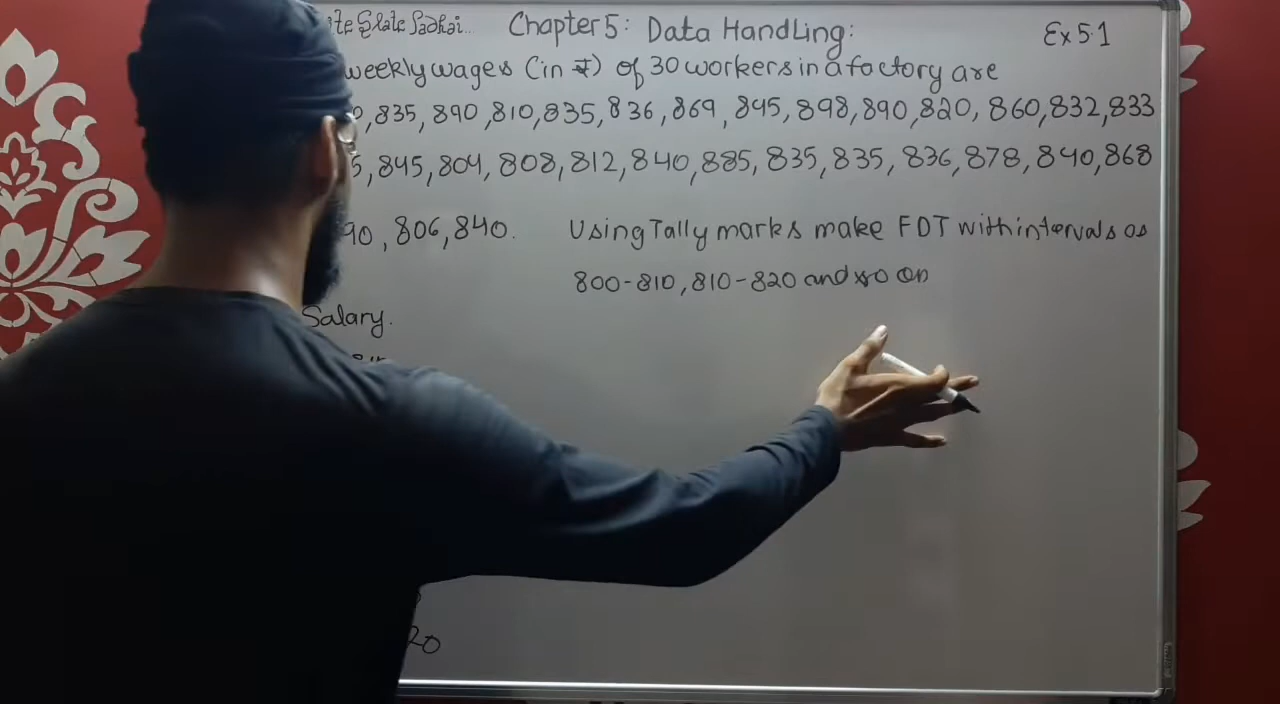 te Slate Padhai.. Chapter 5: Data Handling: Ex 5.1
weekly wages (in ₹) of 30 workers in a factory are
0, 835, 890, 810, 835, 836, 869, 845, 898, 890, 820, 860, 832, 833
5, 845, 804, 808, 812, 840, 885, 835, 835, 836, 878, 840, 868
90, 806, 840. Using Tally marks make FDT with intervals as
800-810, 810-820 and so on
Salary.
20